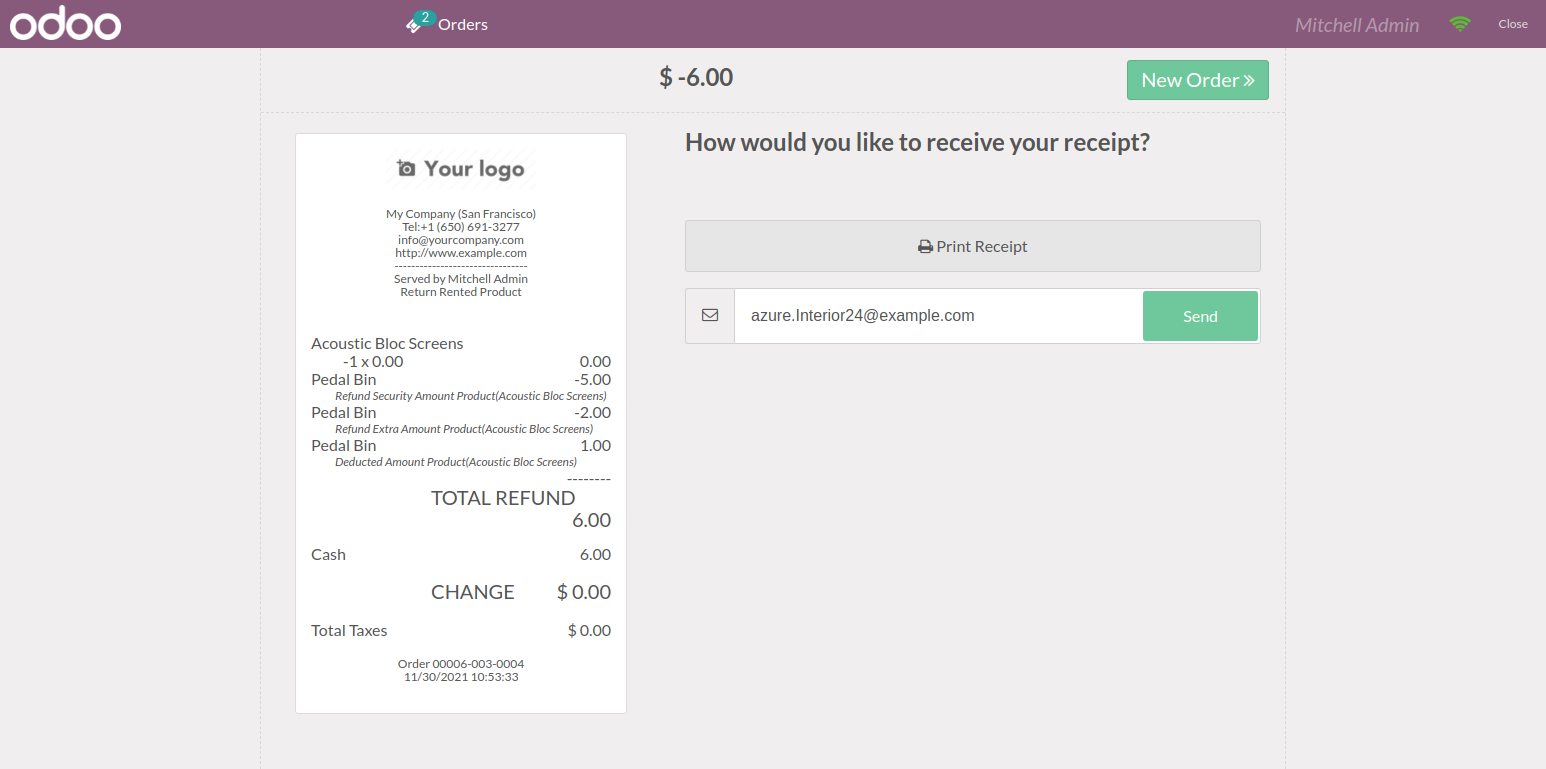 odoo
2
Orders
Mitchell Admin
Close
$ -6.00
New Order
Your logo
My Company (San Francisco)
Tel:+1 (650) 691-3277
info@yourcompany.com
http://www.example.com
--------------------------------
Served by Mitchell Admin
Return Rented Product
Acoustic Bloc Screens
-1 x 0.00 0.00
Pedal Bin -5.00
Refund Security Amount Product(Acoustic Bloc Screens)
Pedal Bin -2.00
Refund Extra Amount Product(Acoustic Bloc Screens)
Pedal Bin 1.00
Deducted Amount Product(Acoustic Bloc Screens)
--------
TOTAL REFUND
6.00
Cash 6.00
CHANGE $ 0.00
Total Taxes $ 0.00
Order 00006-003-0004
11/30/2021 10:53:33
How would you like to receive your receipt?
Print Receipt
azure.Interior24@example.com
Send